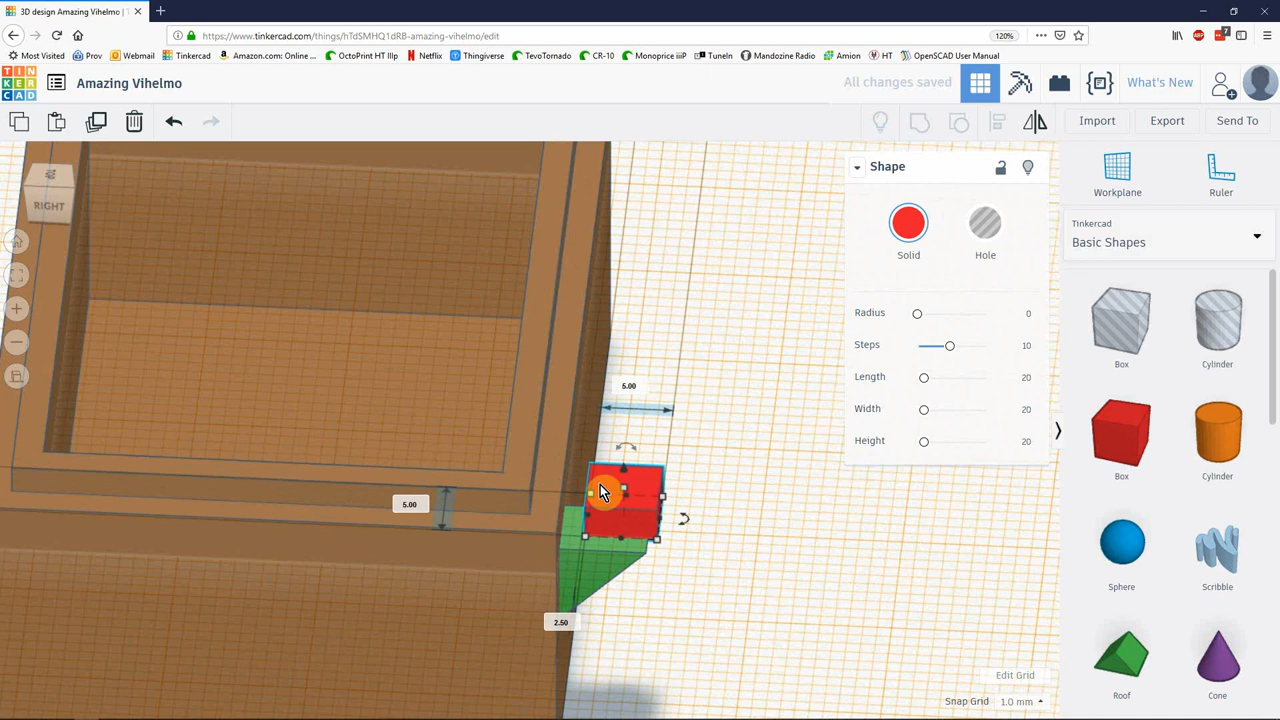 3D design Amazing Vihelmo | T
https://www.tinkercad.com/things/hTdSMHQ1dRB-amazing-vihelmo/edit
120%
7
Most Visited Prov Webmail Tinkercad Amazon.com: Online ... OctoPrint HT IIIp Netflix Thingiverse TevoTornado CR-10 Monoprice iiiP TuneIn Mandozine Radio Amion HT OpenSCAD User Manual
TIN
KER
CAD
Amazing Vihelmo
All changes saved
What's New
Import
Export
Send To
Shape
Solid
Hole
Radius 0
Steps 10
Length 20
Width 20
Height 20
RIGHT
5.00
5.00
2.50
Workplane
Ruler
Tinkercad
Basic Shapes
Box
Cylinder
Box
Cylinder
Sphere
Scribble
Roof
Cone
Edit Grid
Snap Grid 1.0 mm